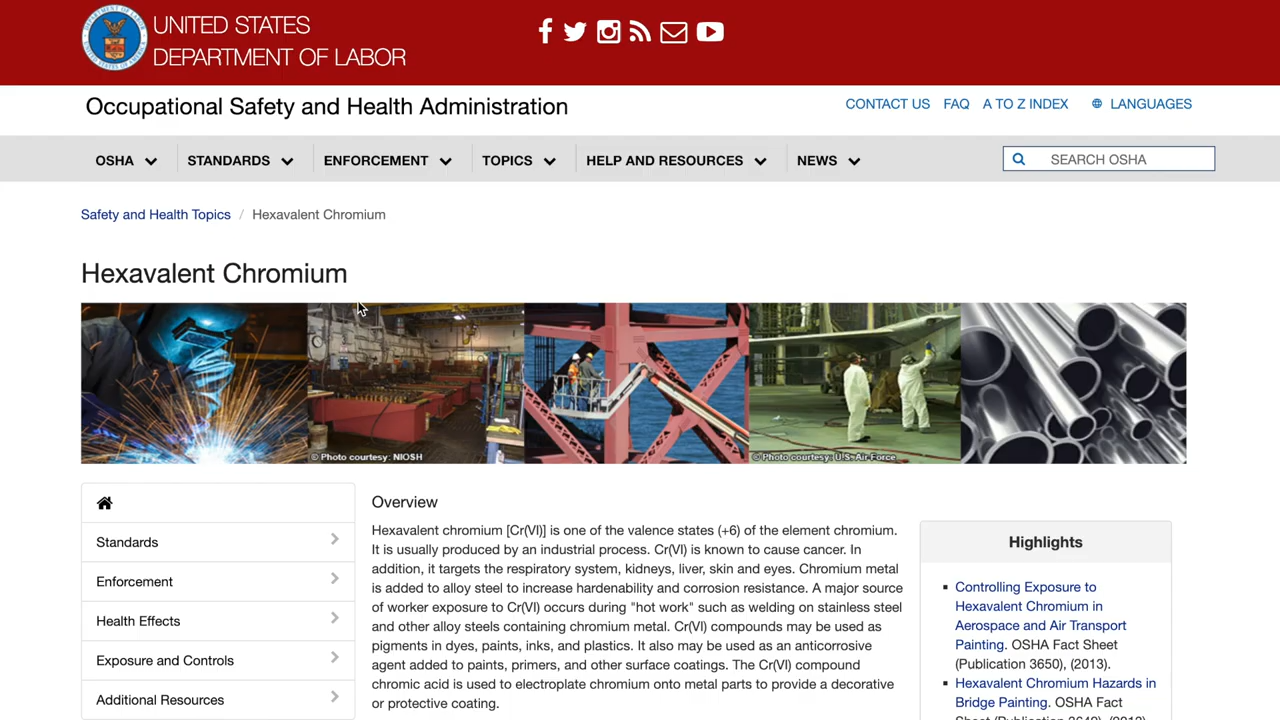 UNITED STATES
DEPARTMENT OF LABOR
Occupational Safety and Health Administration
CONTACT US FAQ A TO Z INDEX LANGUAGES
OSHA STANDARDS ENFORCEMENT TOPICS HELP AND RESOURCES NEWS SEARCH OSHA
Safety and Health Topics / Hexavalent Chromium
Hexavalent Chromium
© Photo courtesy: NIOSH
© Photo courtesy: U.S. Air Force
Standards
Enforcement
Health Effects
Exposure and Controls
Additional Resources
Overview
Hexavalent chromium [Cr(VI)] is one of the valence states (+6) of the element chromium.
It is usually produced by an industrial process. Cr(VI) is known to cause cancer. In
addition, it targets the respiratory system, kidneys, liver, skin and eyes. Chromium metal
is added to alloy steel to increase hardenability and corrosion resistance. A major source
of worker exposure to Cr(VI) occurs during "hot work" such as welding on stainless steel
and other alloy steels containing chromium metal. Cr(VI) compounds may be used as
pigments in dyes, paints, inks, and plastics. It also may be used as an anticorrosive
agent added to paints, primers, and other surface coatings. The Cr(VI) compound
chromic acid is used to electroplate chromium onto metal parts to provide a decorative
or protective coating.
Highlights
▪ Controlling Exposure to
Hexavalent Chromium in
Aerospace and Air Transport
Painting. OSHA Fact Sheet
(Publication 3650), (2013).
▪ Hexavalent Chromium Hazards in
Bridge Painting. OSHA Fact